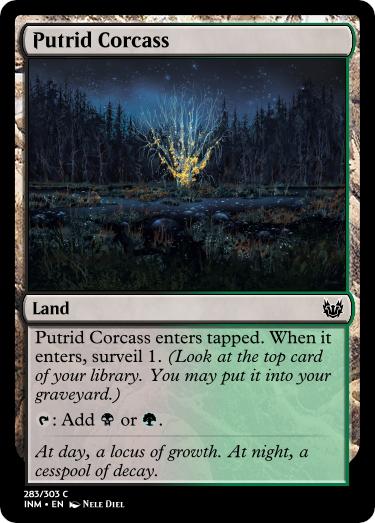 Putrid Corcass
Land
Putrid Corcass enters tapped. When it
enters, surveil 1. (Look at the top card
of your library. You may put it into your
graveyard.)
: Add or .
At day, a locus of growth. At night, a
cesspool of decay.
283/303 C
INM • EN Nele Diel